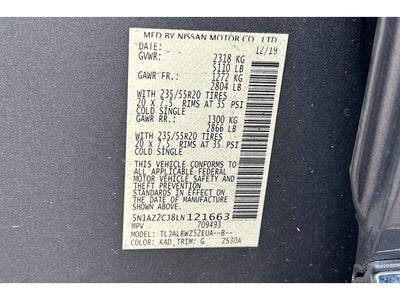 MFD BY NISSAN MOTOR CO., LTD
DATE: 12/19
GVWR: 2318 KG
5110 LB
GAWR FR.: 1272 KG
2804 LB
WITH 235/55R20 TIRES
20 X 7.5 RIMS AT 35 PSI
COLD SINGLE
GAWR RR.: 1300 KG
2866 LB
WITH 235/55R20 TIRES
20 X 7.5 RIMS AT 35 PSI
COLD SINGLE
THIS VEHICLE CONFORMS TO
ALL APPLICABLE FEDERAL
MOTOR VEHICLE SAFETY
STANDARDS IN EFFECT ON
THE DATE OF MANUFACTURE
SHOWN ABOVE.
5N1AZ2CJ8LN121663
MPV 709493
MODEL: TLJALRWZ52EUA--B--
COLOR: KAD TRIM: G ZS30A